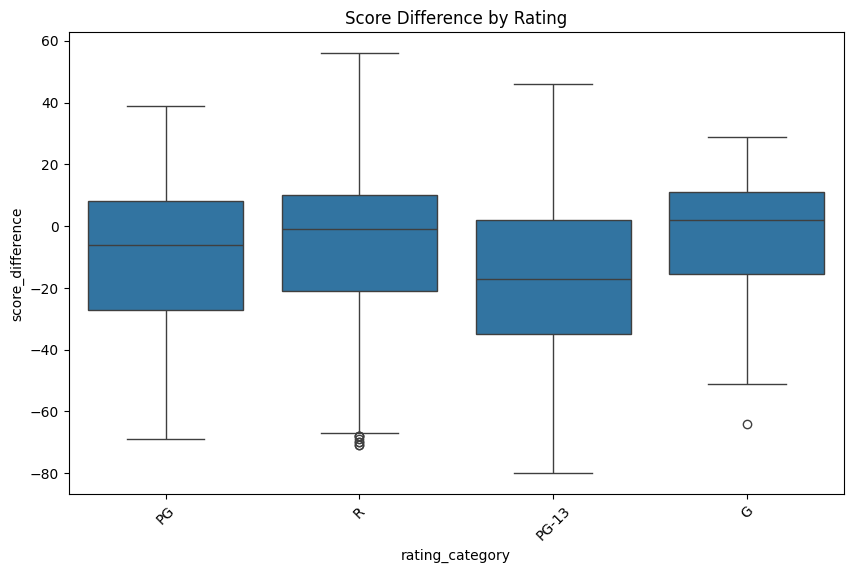 Score Difference by Rating
score_difference
60
40
20
0
−20
−40
−60
−80
PG
R
PG-13
G
rating_category